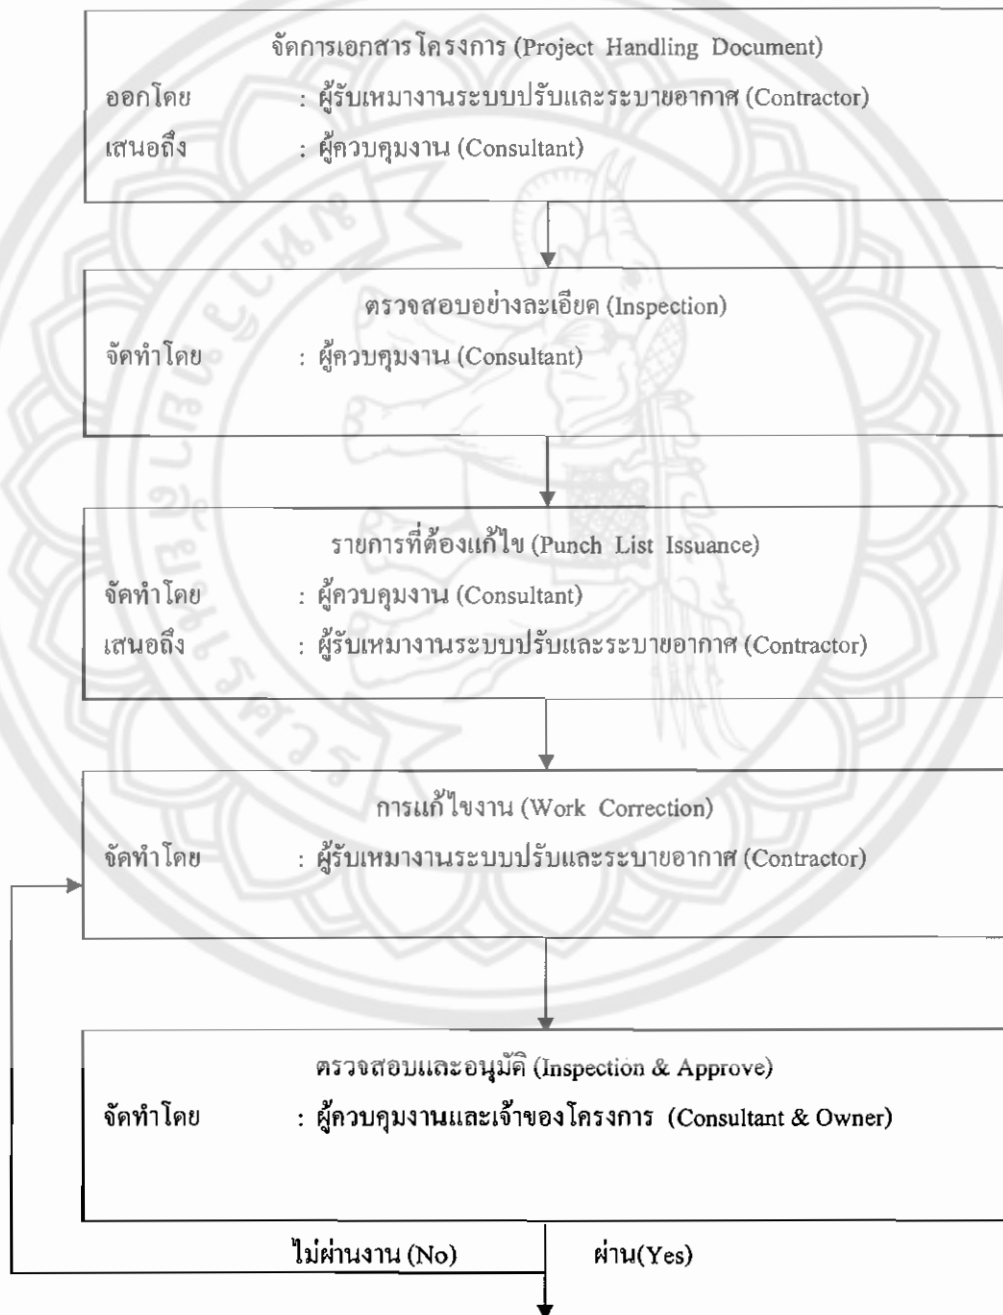 จัดการเอกสารโครงการ (Project Handling Document)
ออกโดย : ผู้รับเหมางานระบบปรับและระบายอากาศ (Contractor)
เสนอถึง : ผู้ควบคุมงาน (Consultant)
ตรวจสอบอย่างละเอียด (Inspection)
จัดทำโดย : ผู้ควบคุมงาน (Consultant)
รายการที่ต้องแก้ไข (Punch List Issuance)
จัดทำโดย : ผู้ควบคุมงาน (Consultant)
เสนอถึง : ผู้รับเหมางานระบบปรับและระบายอากาศ (Contractor)
การแก้ไขงาน (Work Correction)
จัดทำโดย : ผู้รับเหมางานระบบปรับและระบายอากาศ (Contractor)
ตรวจสอบและอนุมัติ (Inspection & Approve)
จัดทำโดย : ผู้ควบคุมงานและเจ้าของโครงการ (Consultant & Owner)
ไม่ผ่านงาน (No) ผ่าน(Yes)
มหาวิทยาลัยนเรศวร